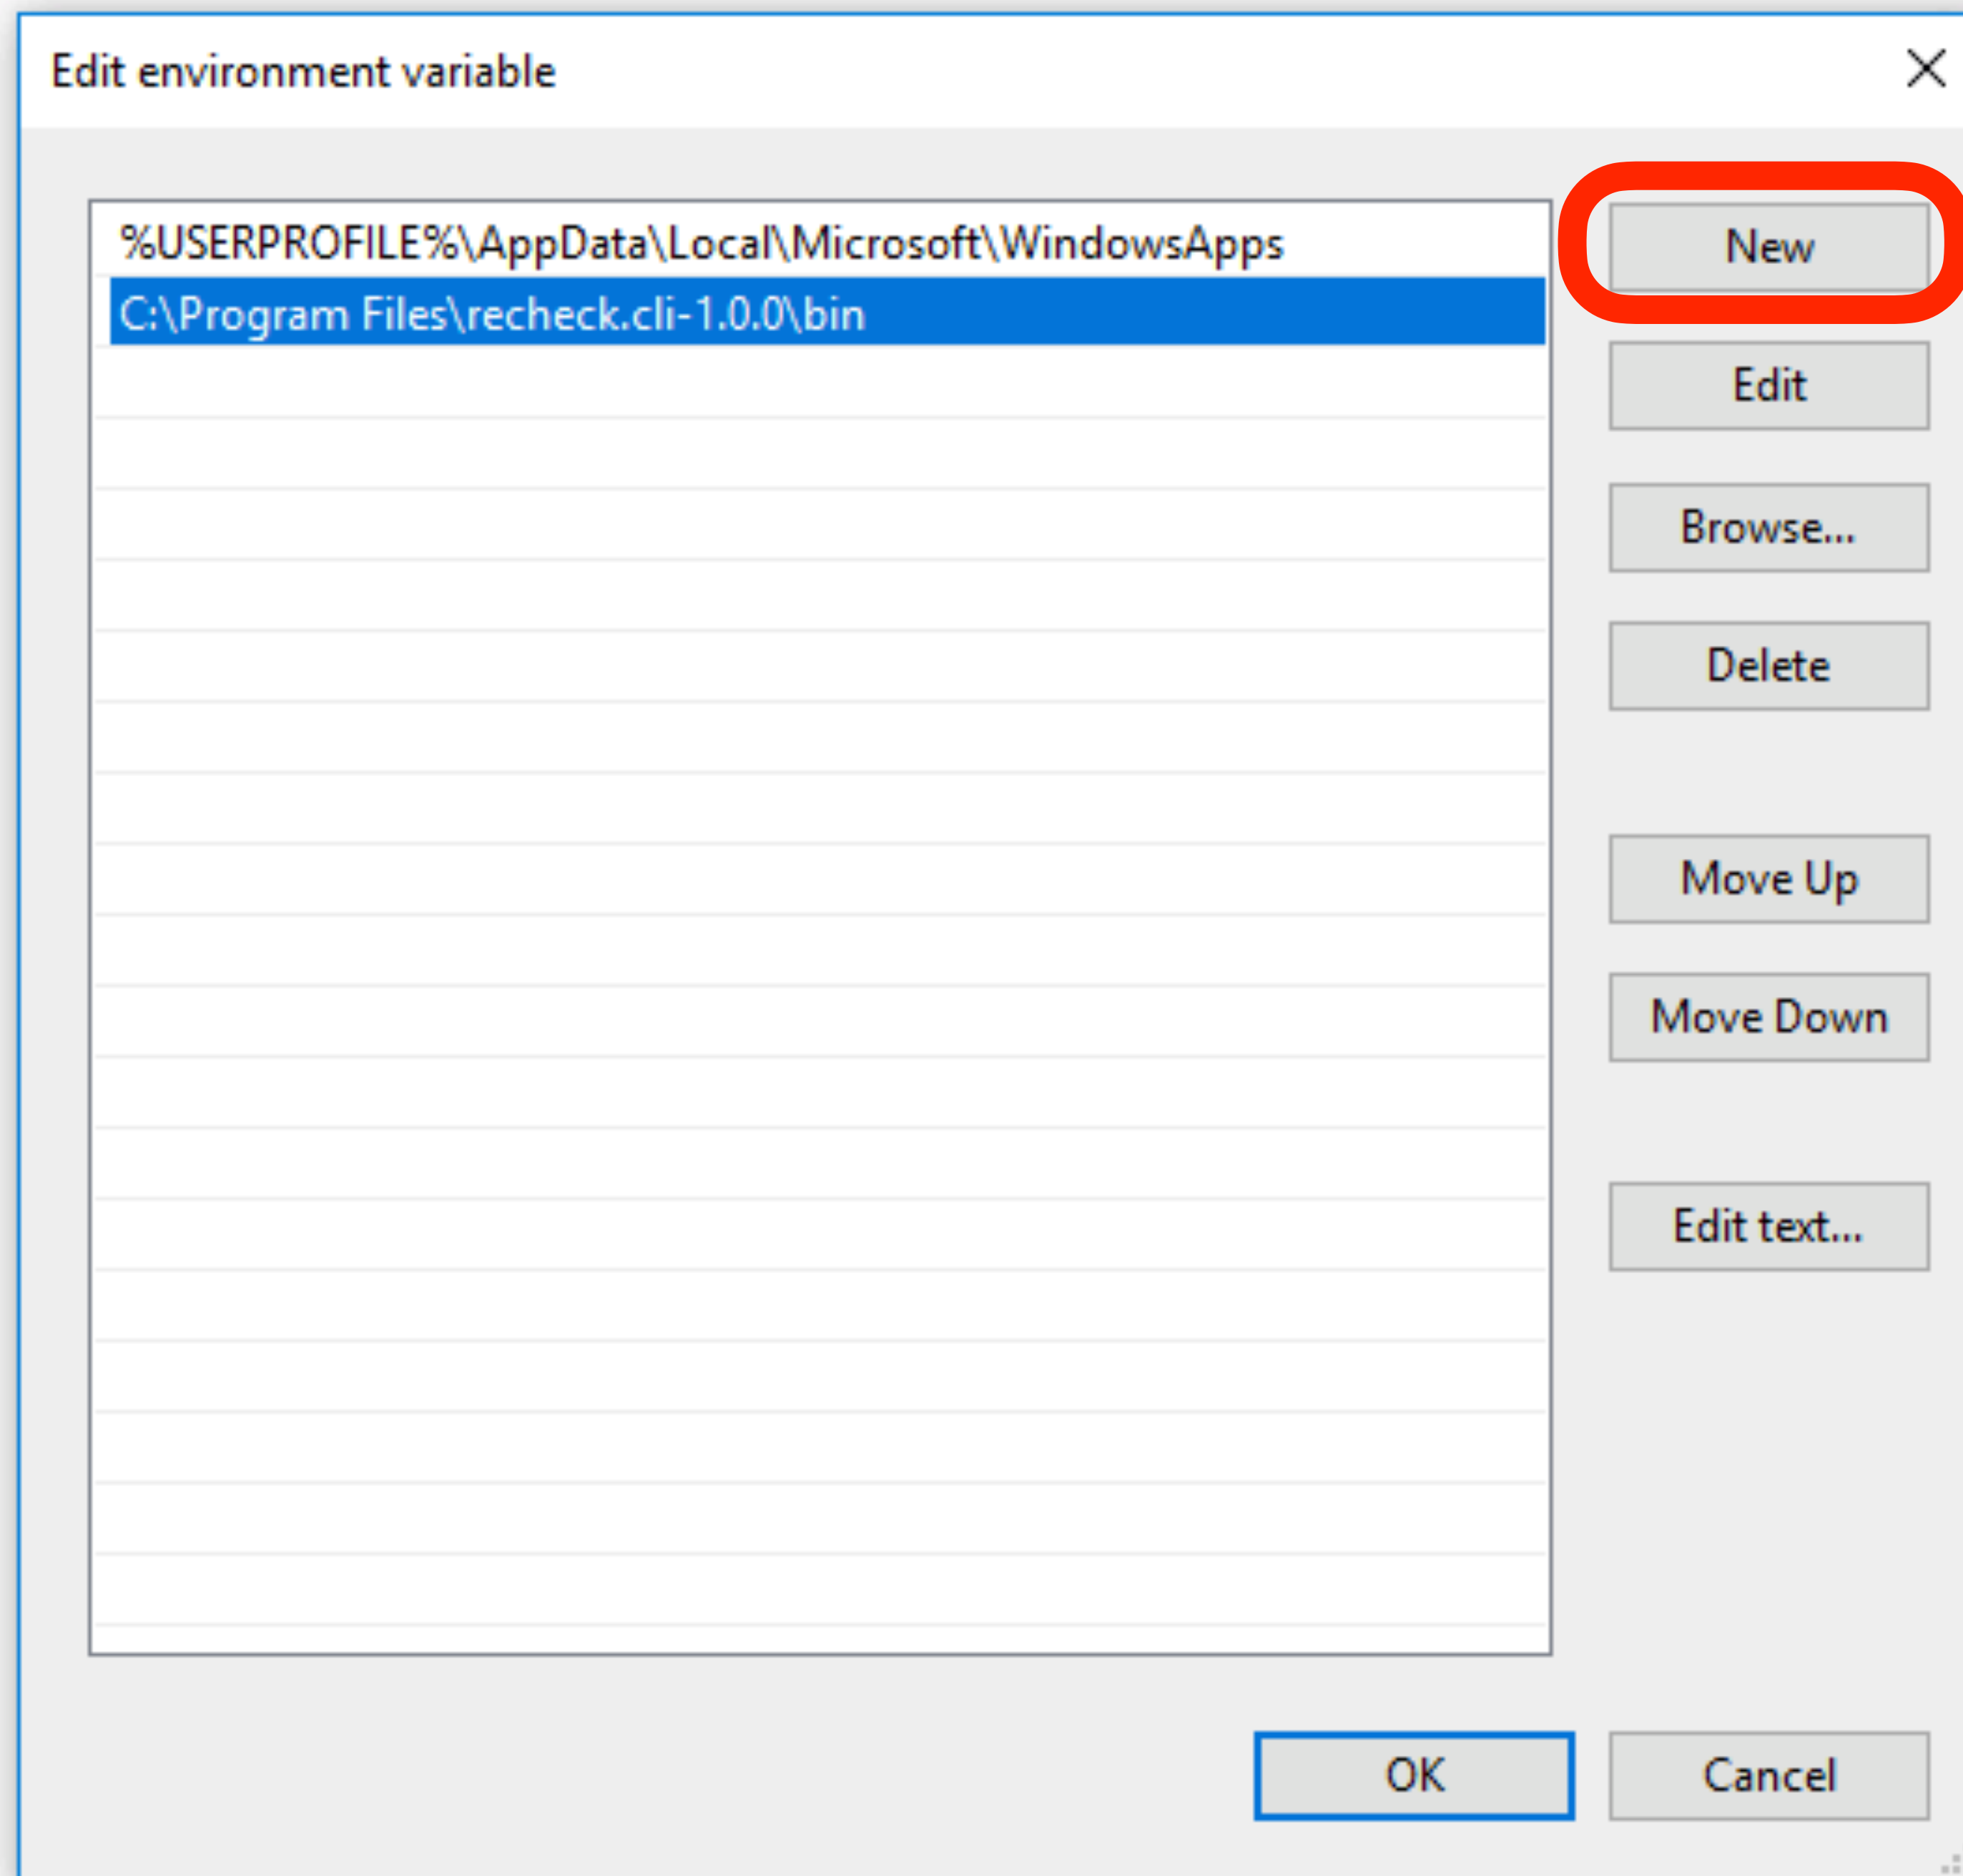 Edit environment variable
%USERPROFILE%\AppData\Local\Microsoft\WindowsApps
C:\Program Files\recheck.cli-1.0.0\bin
New
Edit
Browse...
Delete
Move Up
Move Down
Edit text...
OK
Cancel